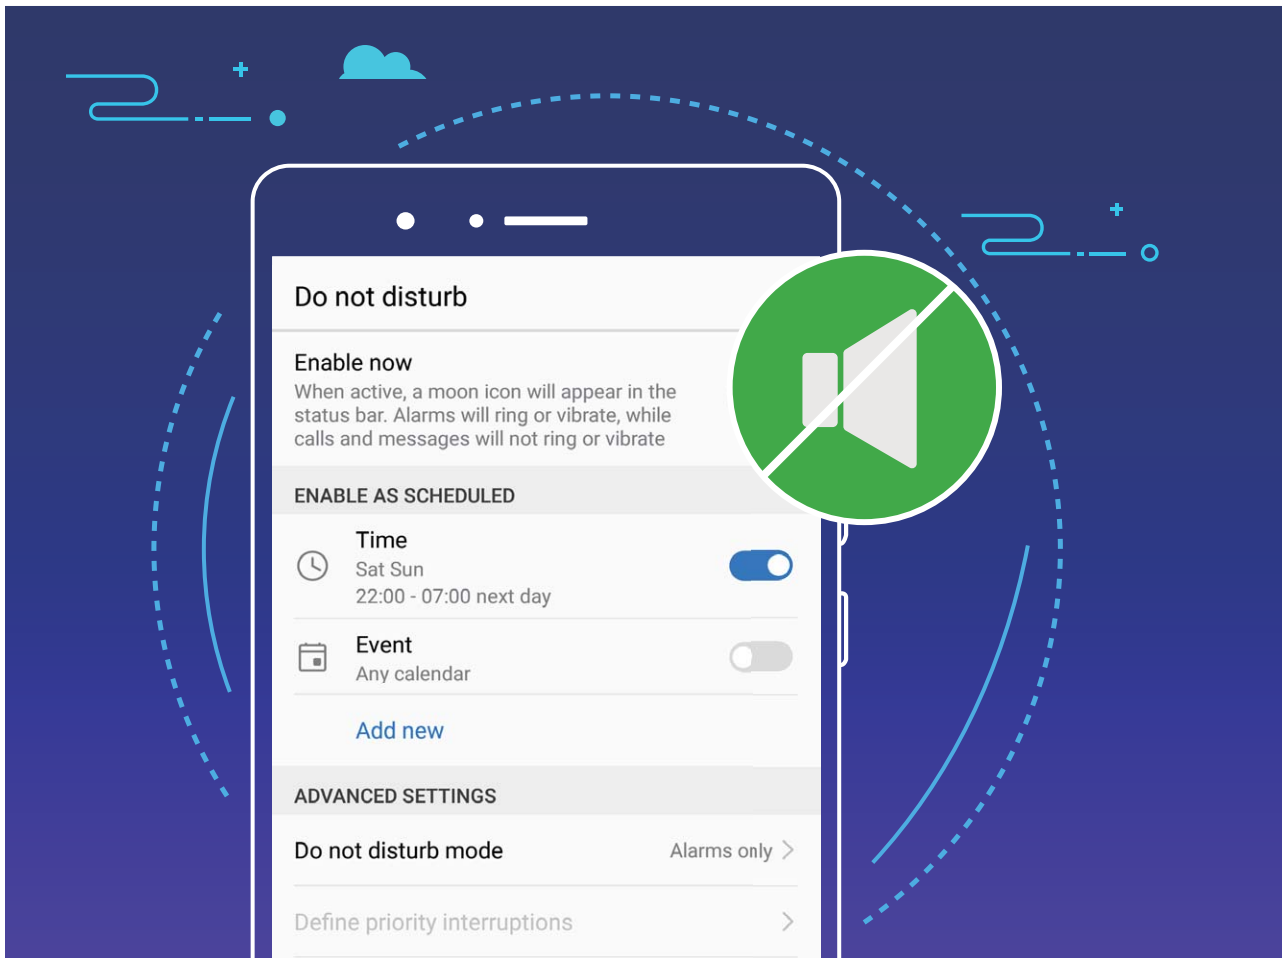 Do not disturb
Enable now
When active, a moon icon will appear in the
status bar. Alarms will ring or vibrate, while
calls and messages will not ring or vibrate
ENABLE AS SCHEDULED
Time
Sat Sun
22:00 - 07:00 next day
Event
Any calendar
Add new
ADVANCED SETTINGS
Do not disturb mode Alarms only
Define priority interruptions